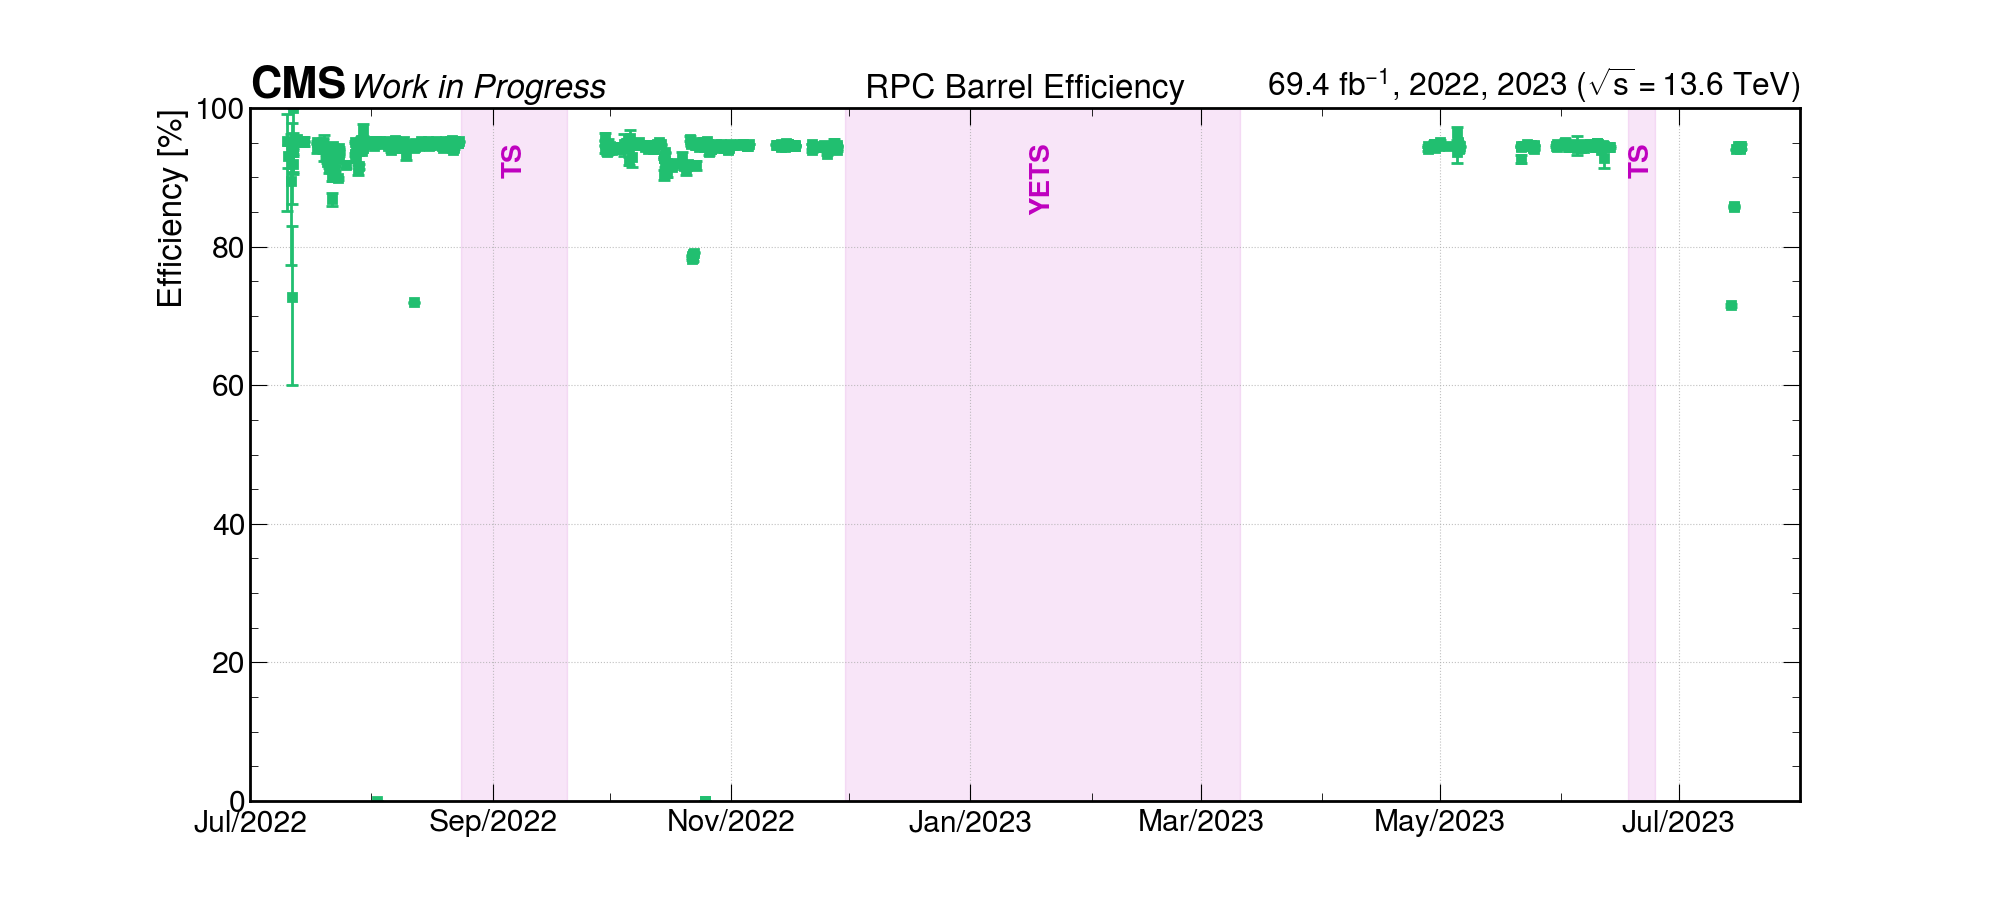 CMS Work in Progress RPC Barrel Efficiency 69.4 fb⁻¹, 2022, 2023 (√s = 13.6 TeV)
Efficiency [%]
100
80
60
40
20
0
TS
YETS
TS
Jul/2022 Sep/2022 Nov/2022 Jan/2023 Mar/2023 May/2023 Jul/2023